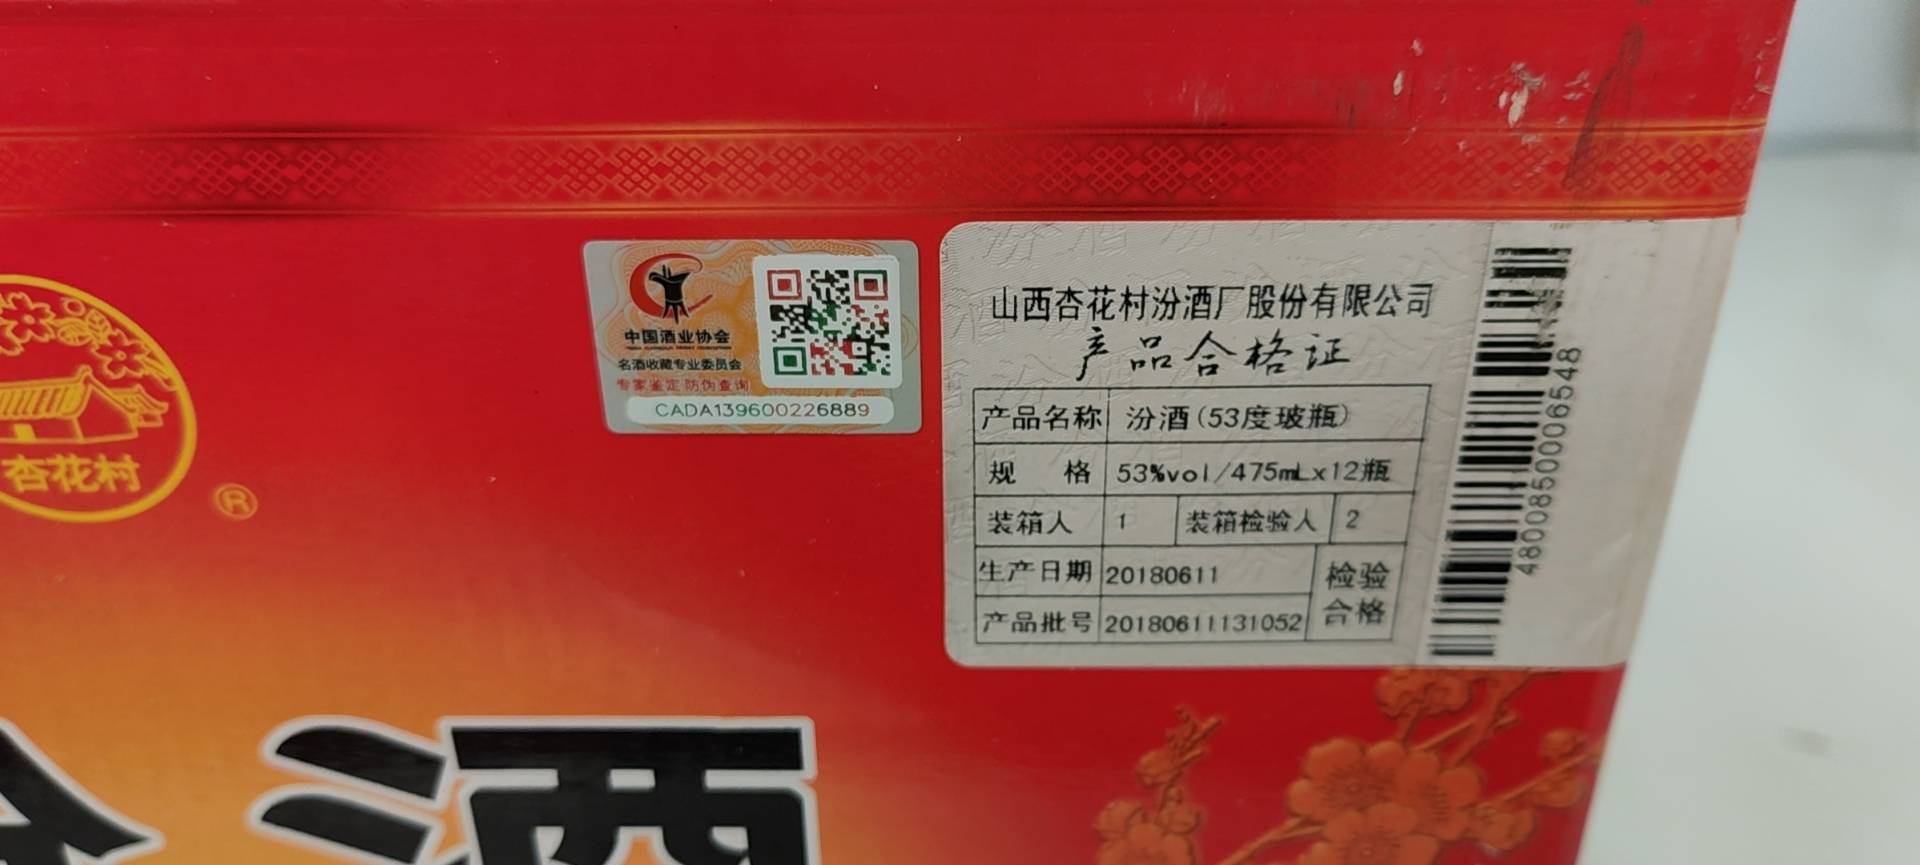 杏花村
®
中国酒业协会
名酒收藏专业委员会
专家鉴定 防伪查询
CADA139600226889
山西杏花村汾酒厂股份有限公司
产品合格证
产品名称 汾酒(53度玻瓶)
规 格 53%vol/475mLx12瓶
装箱人 1 装箱检验人 2
生产日期 20180611 检验
产品批号 20180611131052 合格
4800850006548
酒